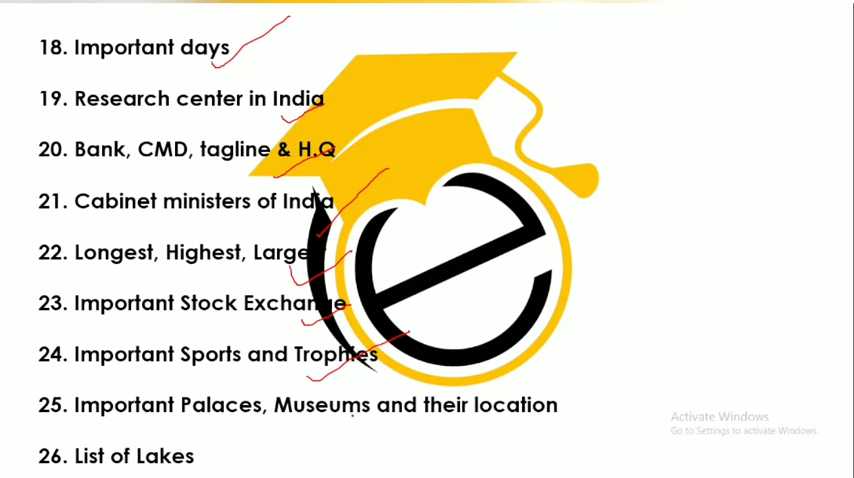 18. Important days
19. Research center in India
20. Bank, CMD, tagline & H.Q
21. Cabinet ministers of India
22. Longest, Highest, Large
23. Important Stock Exchange
24. Important Sports and Trophies
25. Important Palaces, Museums and their location
26. List of Lakes
Activate Windows
Go to Settings to activate Windows.